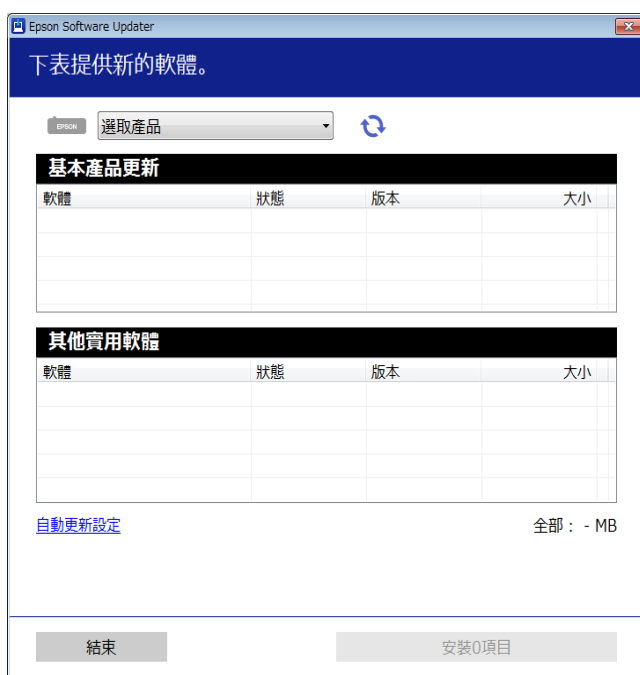 Epson Software Updater
下表提供新的軟體。
EPSON 選取產品
基本產品更新
軟體 狀態 版本 大小
其他實用軟體
軟體 狀態 版本 大小
自動更新設定 全部： - MB
結束 安裝0項目